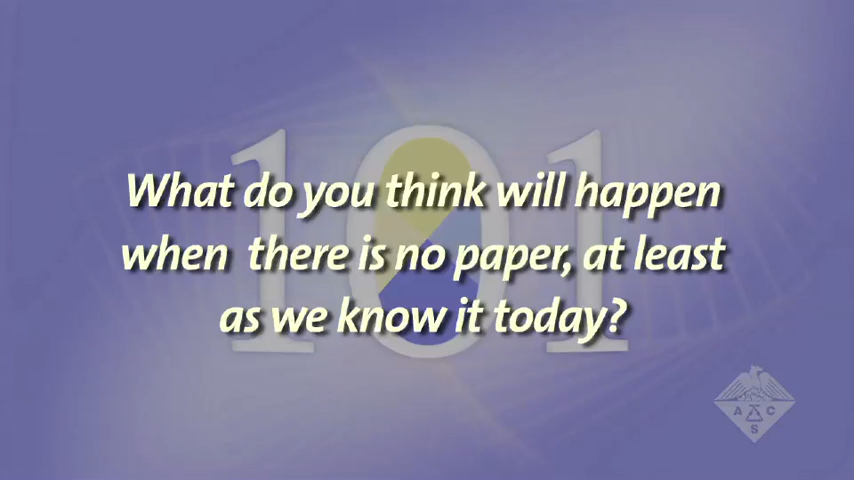 101
What do you think will happen
when there is no paper, at least
as we know it today?
A C
S